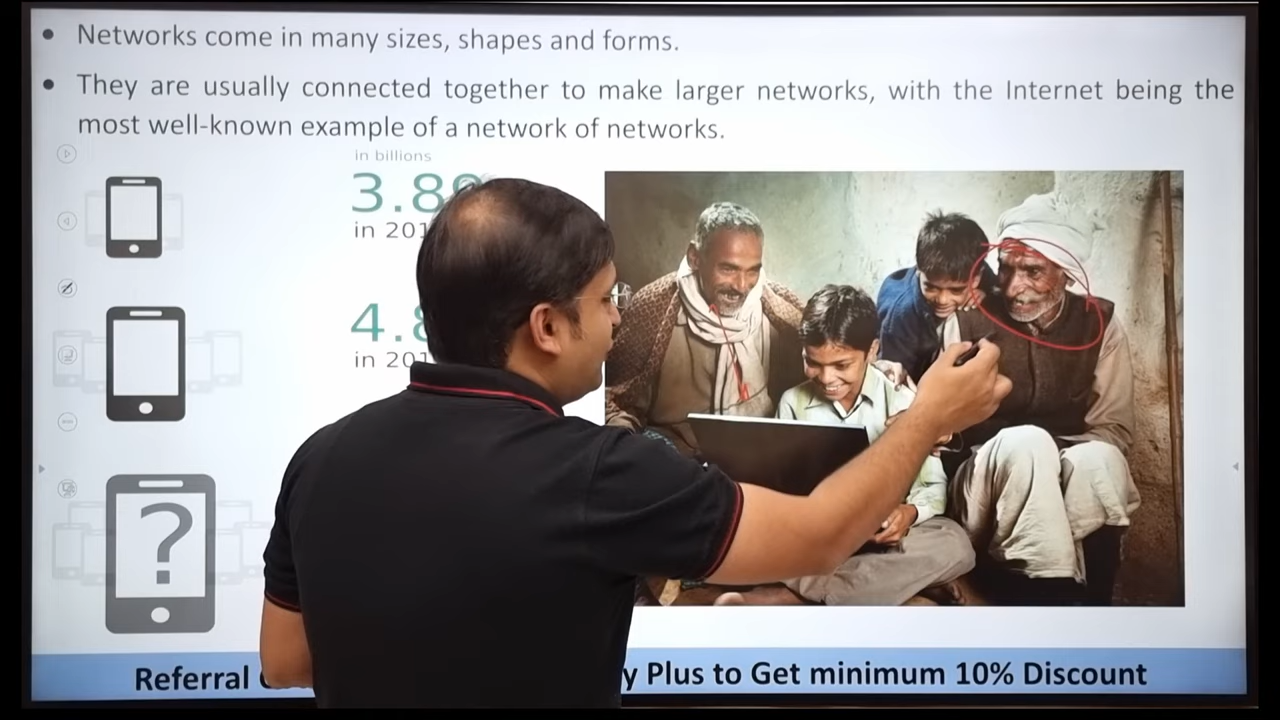 • Networks come in many sizes, shapes and forms.
• They are usually connected together to make larger networks, with the Internet being the
most well-known example of a network of networks.
in billions
3.8
in 201
4.
in 201
?
Referral
y Plus to Get minimum 10% Discount